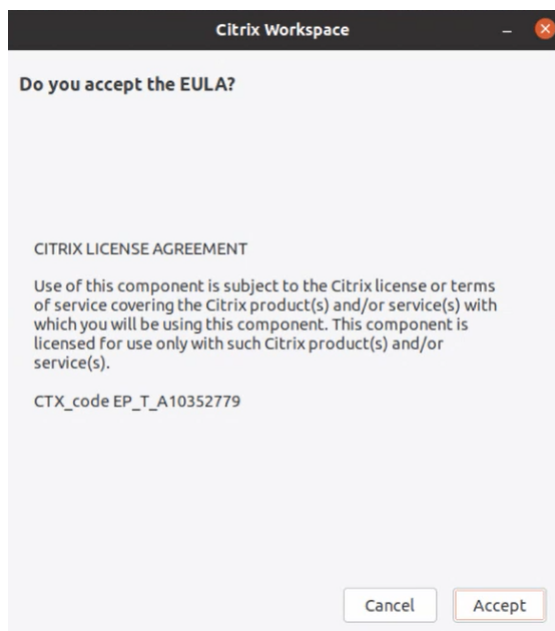 Citrix Workspace
Do you accept the EULA?
CITRIX LICENSE AGREEMENT
Use of this component is subject to the Citrix license or terms
of service covering the Citrix product(s) and/or service(s) with
which you will be using this component. This component is
licensed for use only with such Citrix product(s) and/or
service(s).
CTX_code EP_T_A10352779
Cancel
Accept